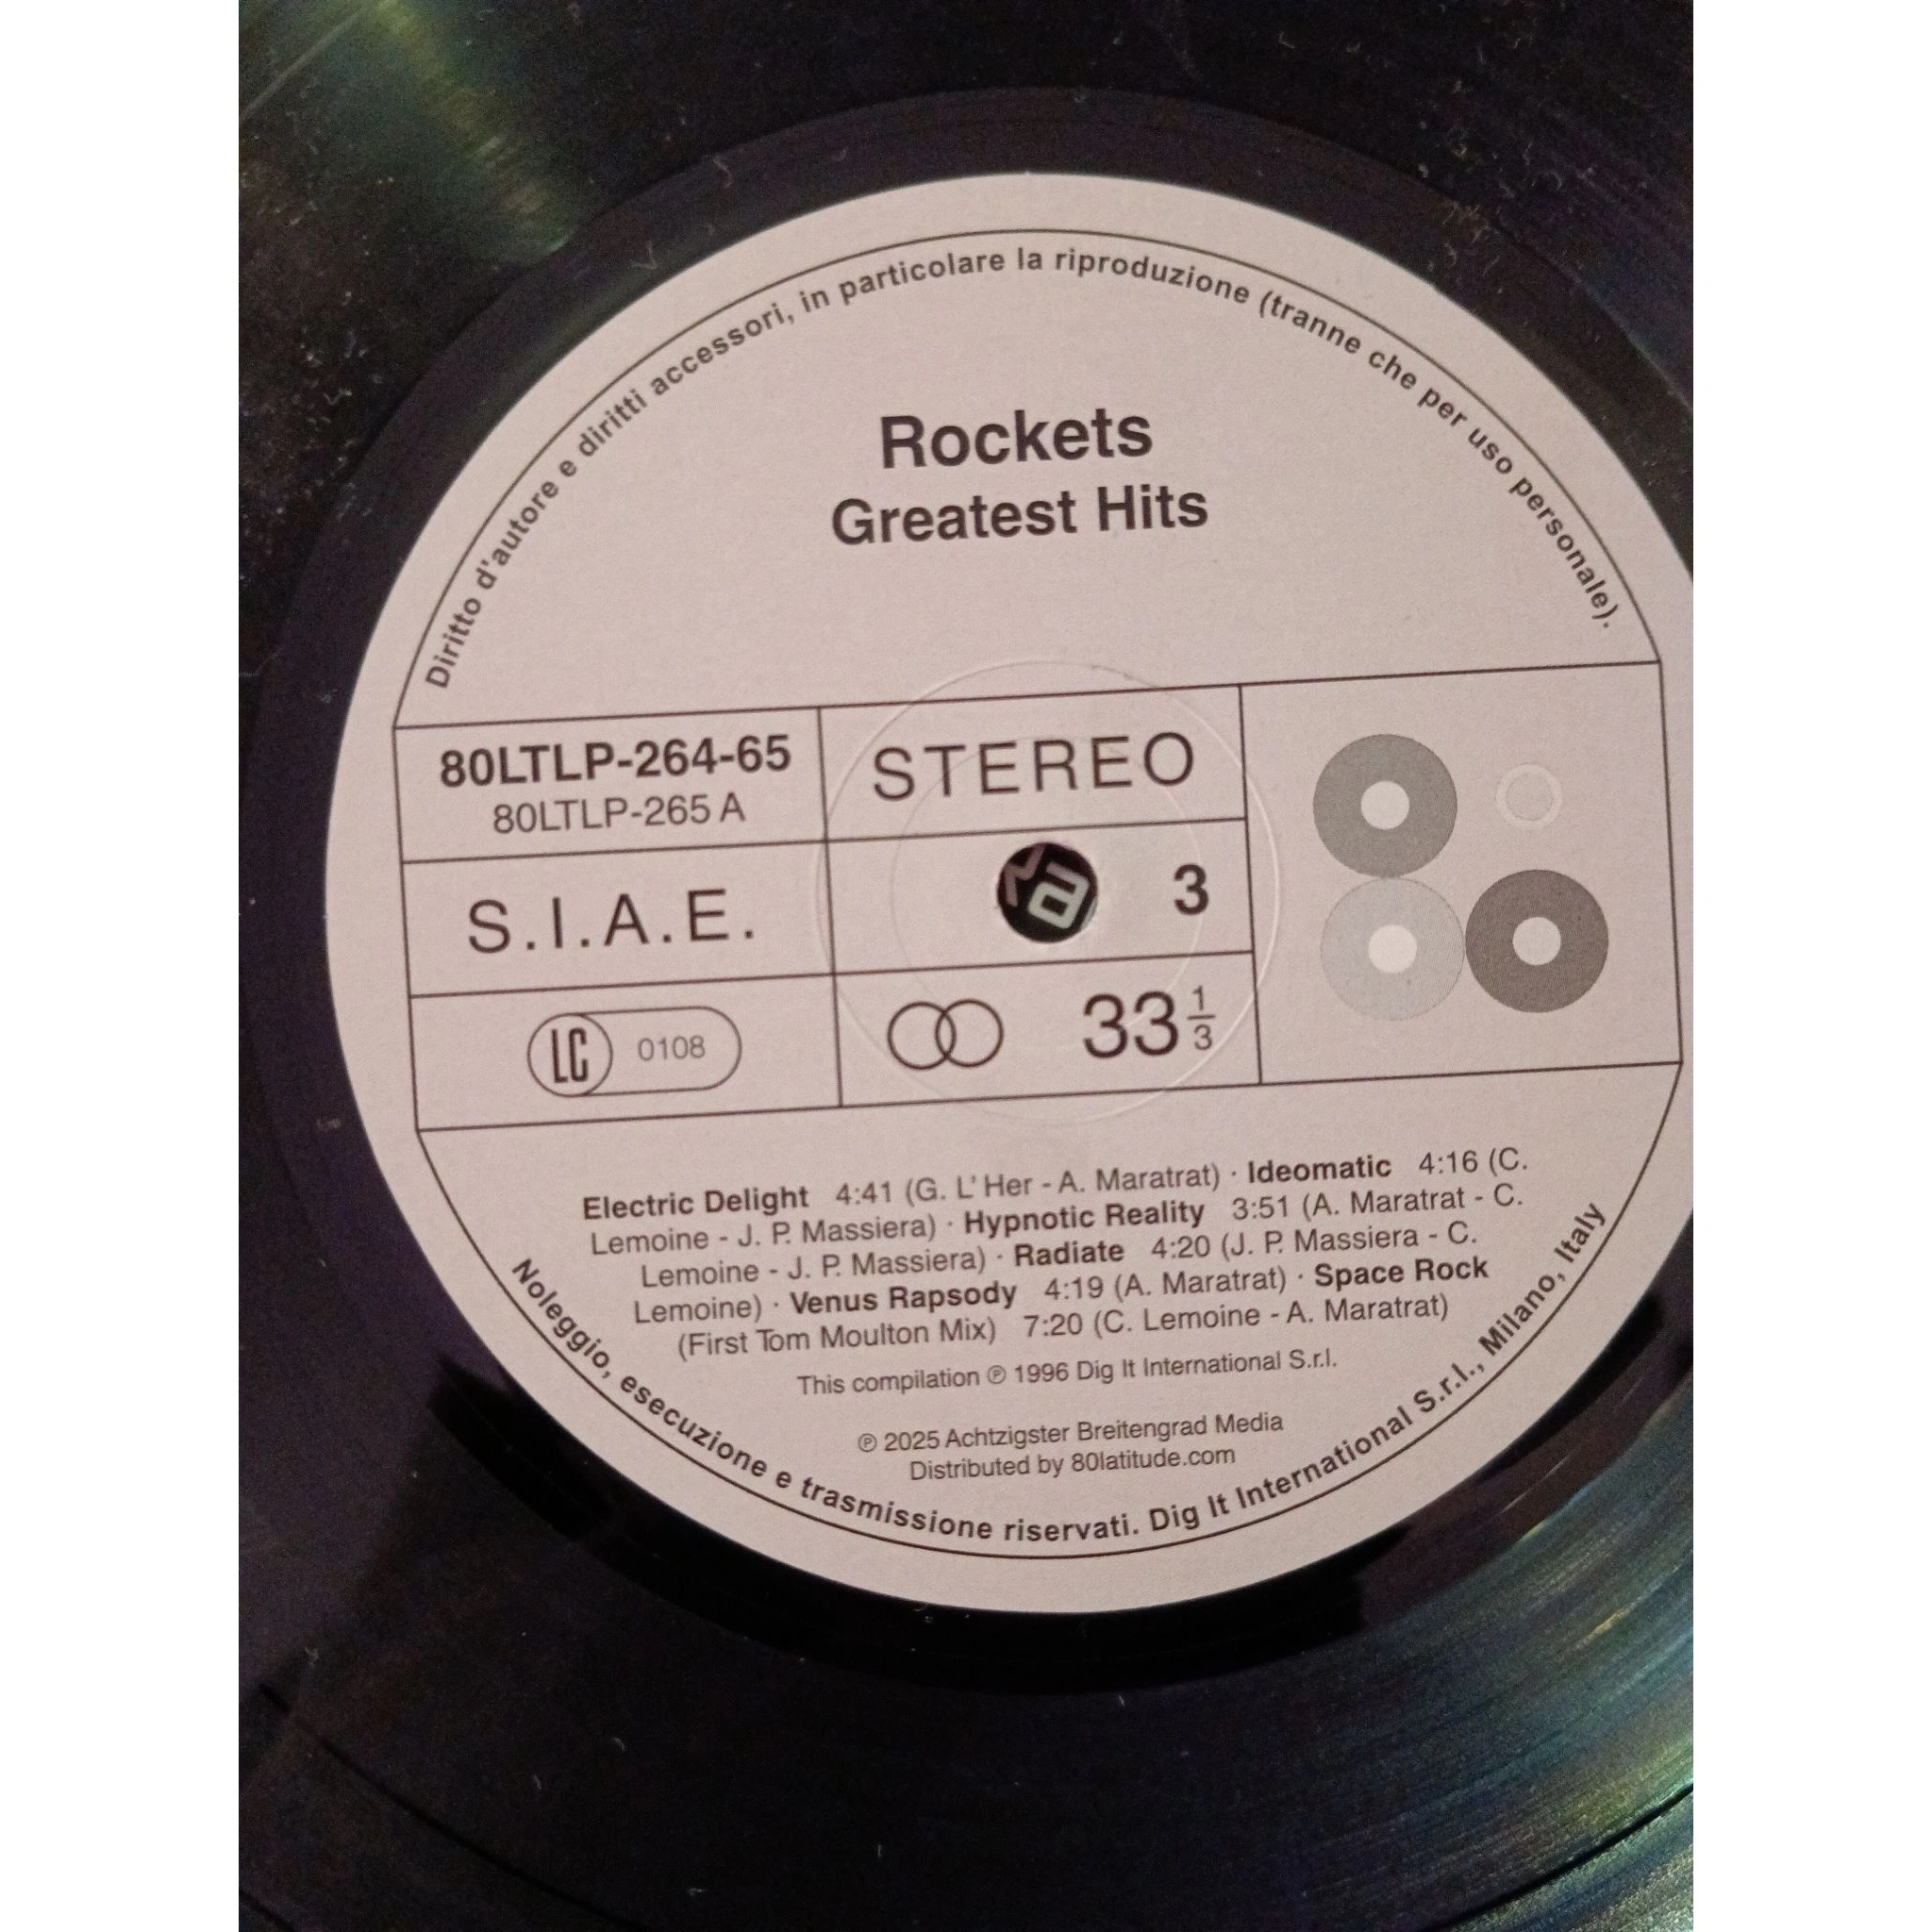 Diritto d'autore e diritti accessori, in particolare la riproduzione (tranne che per uso personale).
Rockets
Greatest Hits
80LTLP-264-65
80LTLP-265 A
STEREO
S.I.A.E.
3
LC 0108
33 1/3
Electric Delight 4:41 (G. L' Her - A. Maratrat) · Ideomatic 4:16 (C.
Lemoine - J. P. Massiera) · Hypnotic Reality 3:51 (A. Maratrat - C.
Lemoine - J. P. Massiera) · Radiate 4:20 (J. P. Massiera - C.
Lemoine) · Venus Rapsody 4:19 (A. Maratrat) · Space Rock
(First Tom Moulton Mix) 7:20 (C. Lemoine - A. Maratrat)
This compilation ℗ 1996 Dig It International S.r.l.
℗ 2025 Achtzigster Breitengrad Media
Distributed by 80latitude.com
Noleggio, esecuzione e trasmissione riservati. Dig It International S.r.l., Milano, Italy